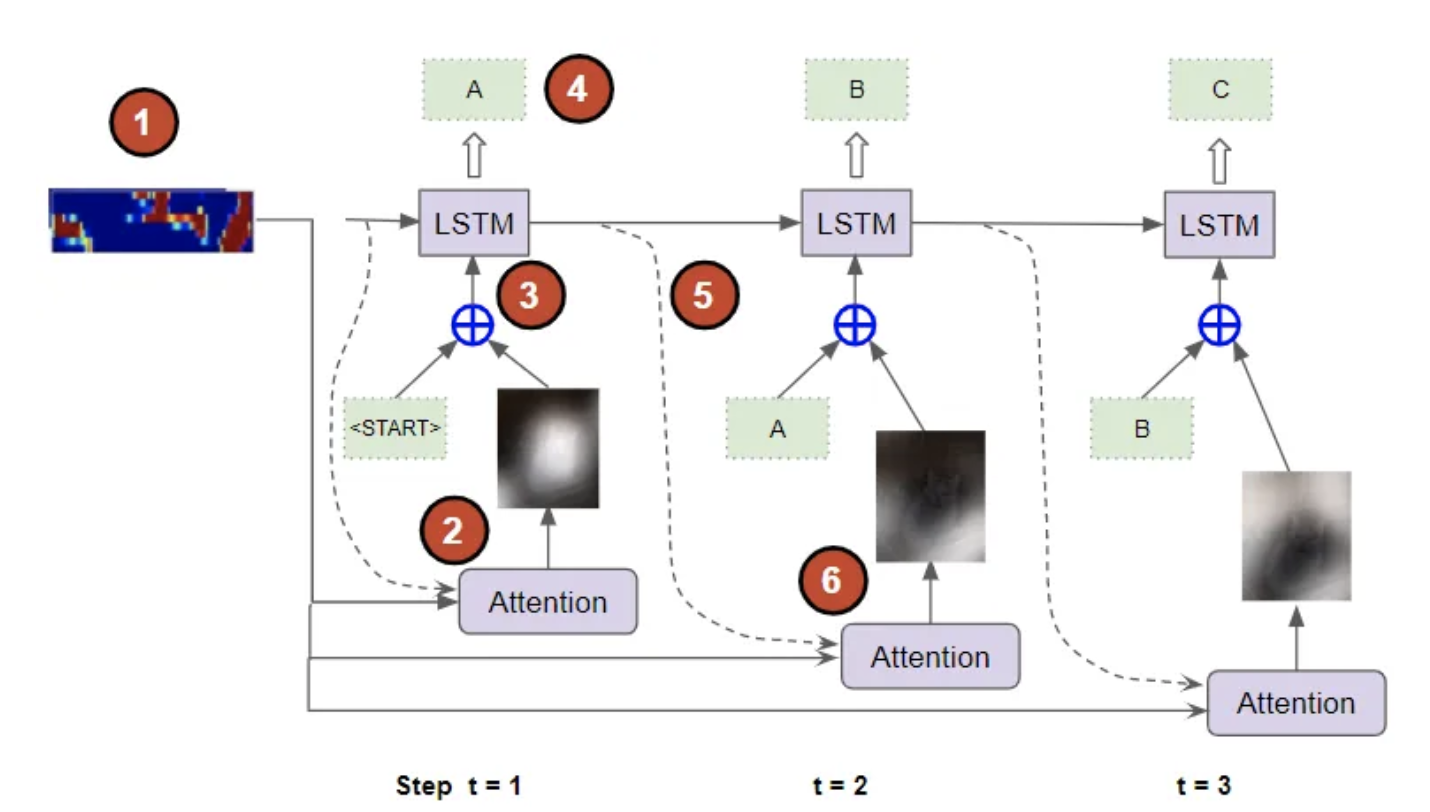 1
A
4
B
C
LSTM
LSTM
LSTM
3
5
<START>
A
B
2
6
Attention
Attention
Attention
Step t = 1
t = 2
t = 3